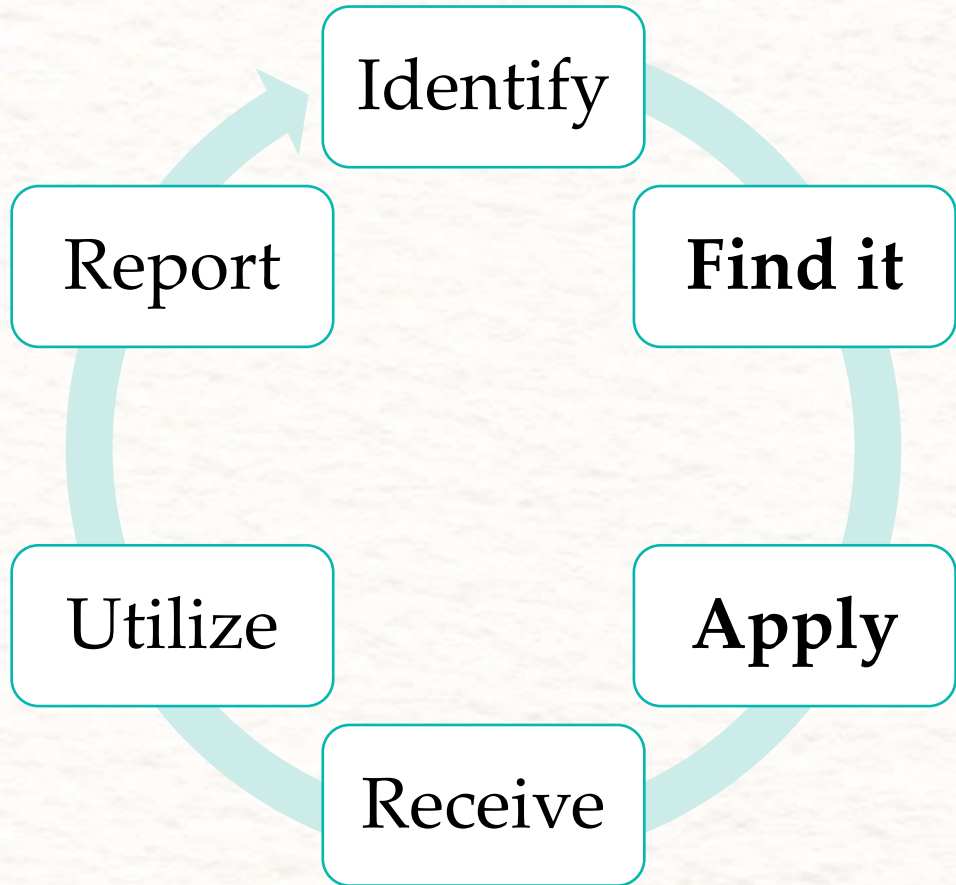 Identify
Find it
Apply
Receive
Utilize
Report